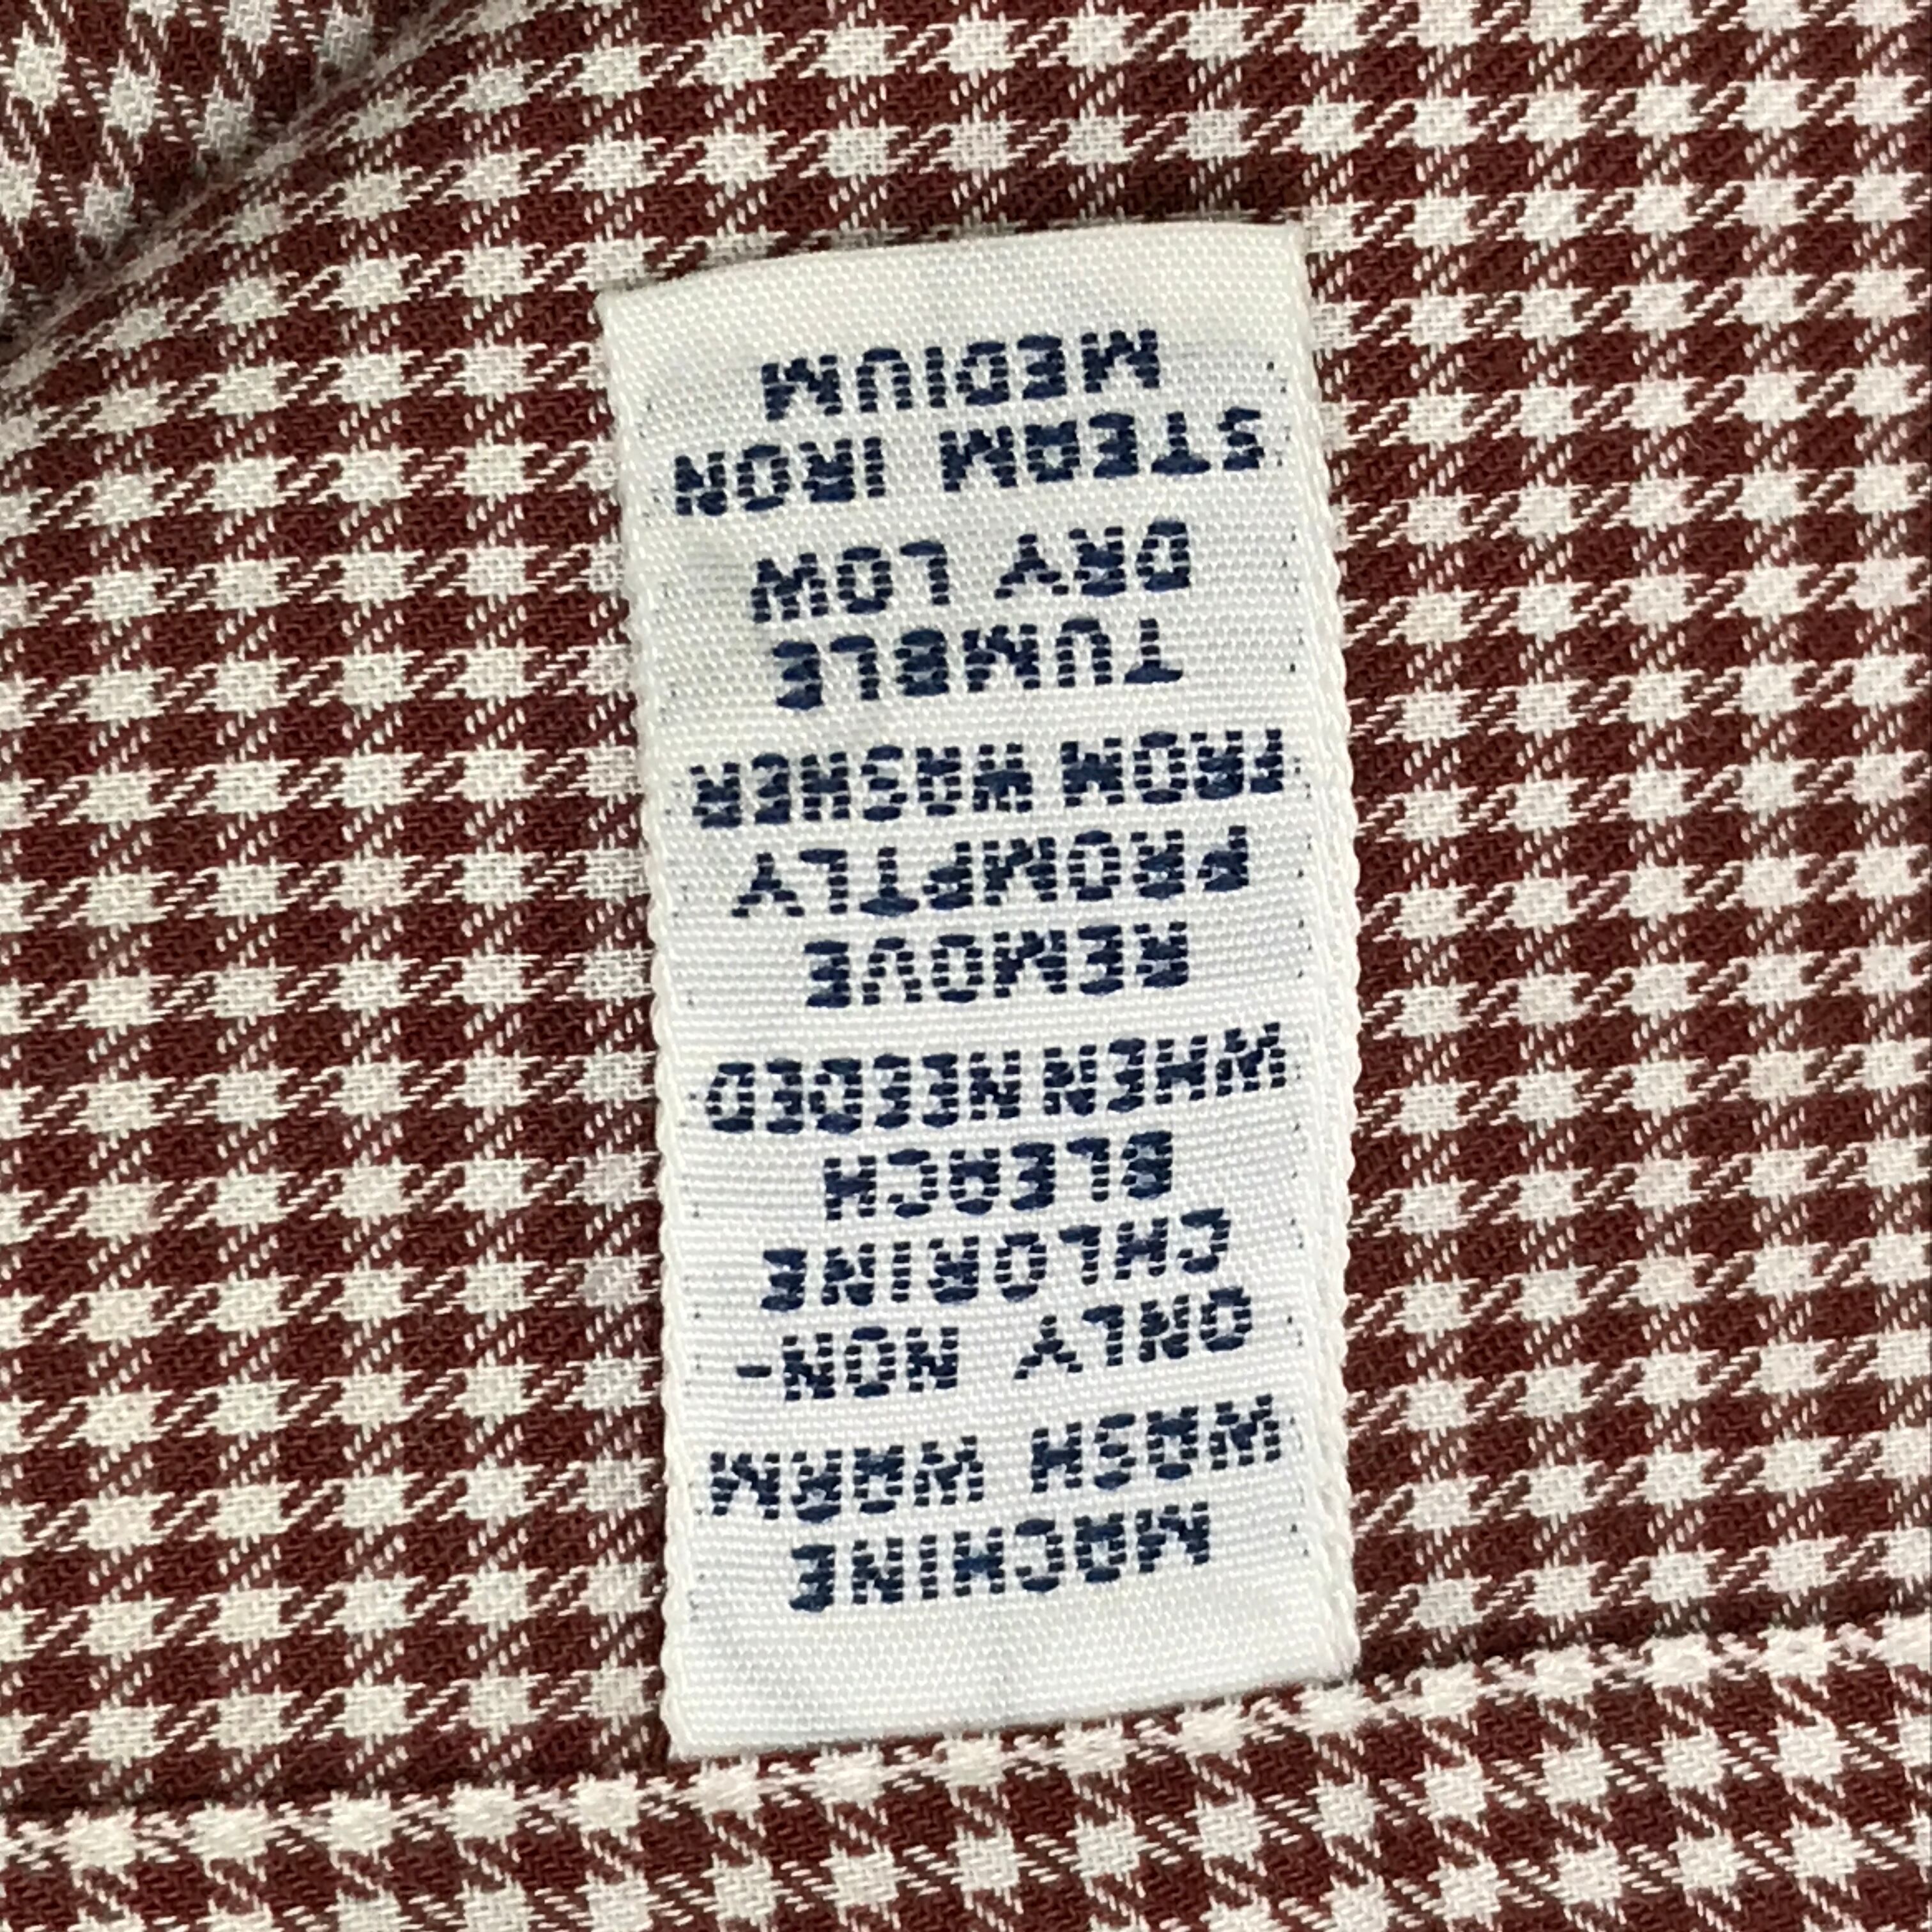 MACHINE
WASH WARM
ONLY NON-
CHLORINE
BLEACH
WHEN NEEDED
REMOVE
PROMPTLY
FROM WASHER
TUMBLE
DRY LOW
STEAM IRON
MEDIUM